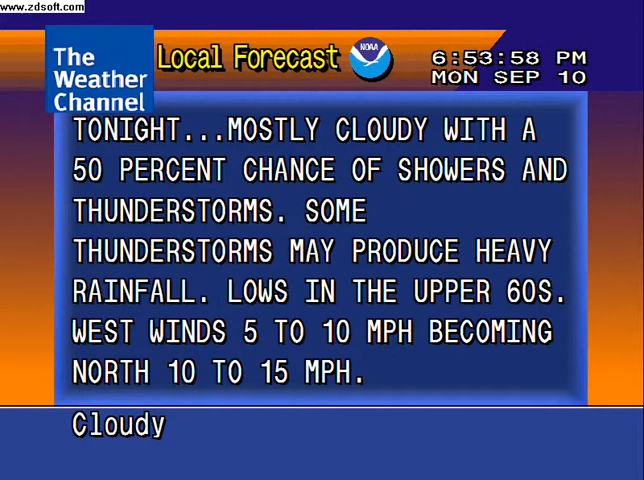 www.zdsoft.com
The
Weather
Channel
Local Forecast
NOAA
6:53:58 PM
MON SEP 10
TONIGHT...MOSTLY CLOUDY WITH A
50 PERCENT CHANCE OF SHOWERS AND
THUNDERSTORMS. SOME
THUNDERSTORMS MAY PRODUCE HEAVY
RAINFALL. LOWS IN THE UPPER 60S.
WEST WINDS 5 TO 10 MPH BECOMING
NORTH 10 TO 15 MPH.
Cloudy